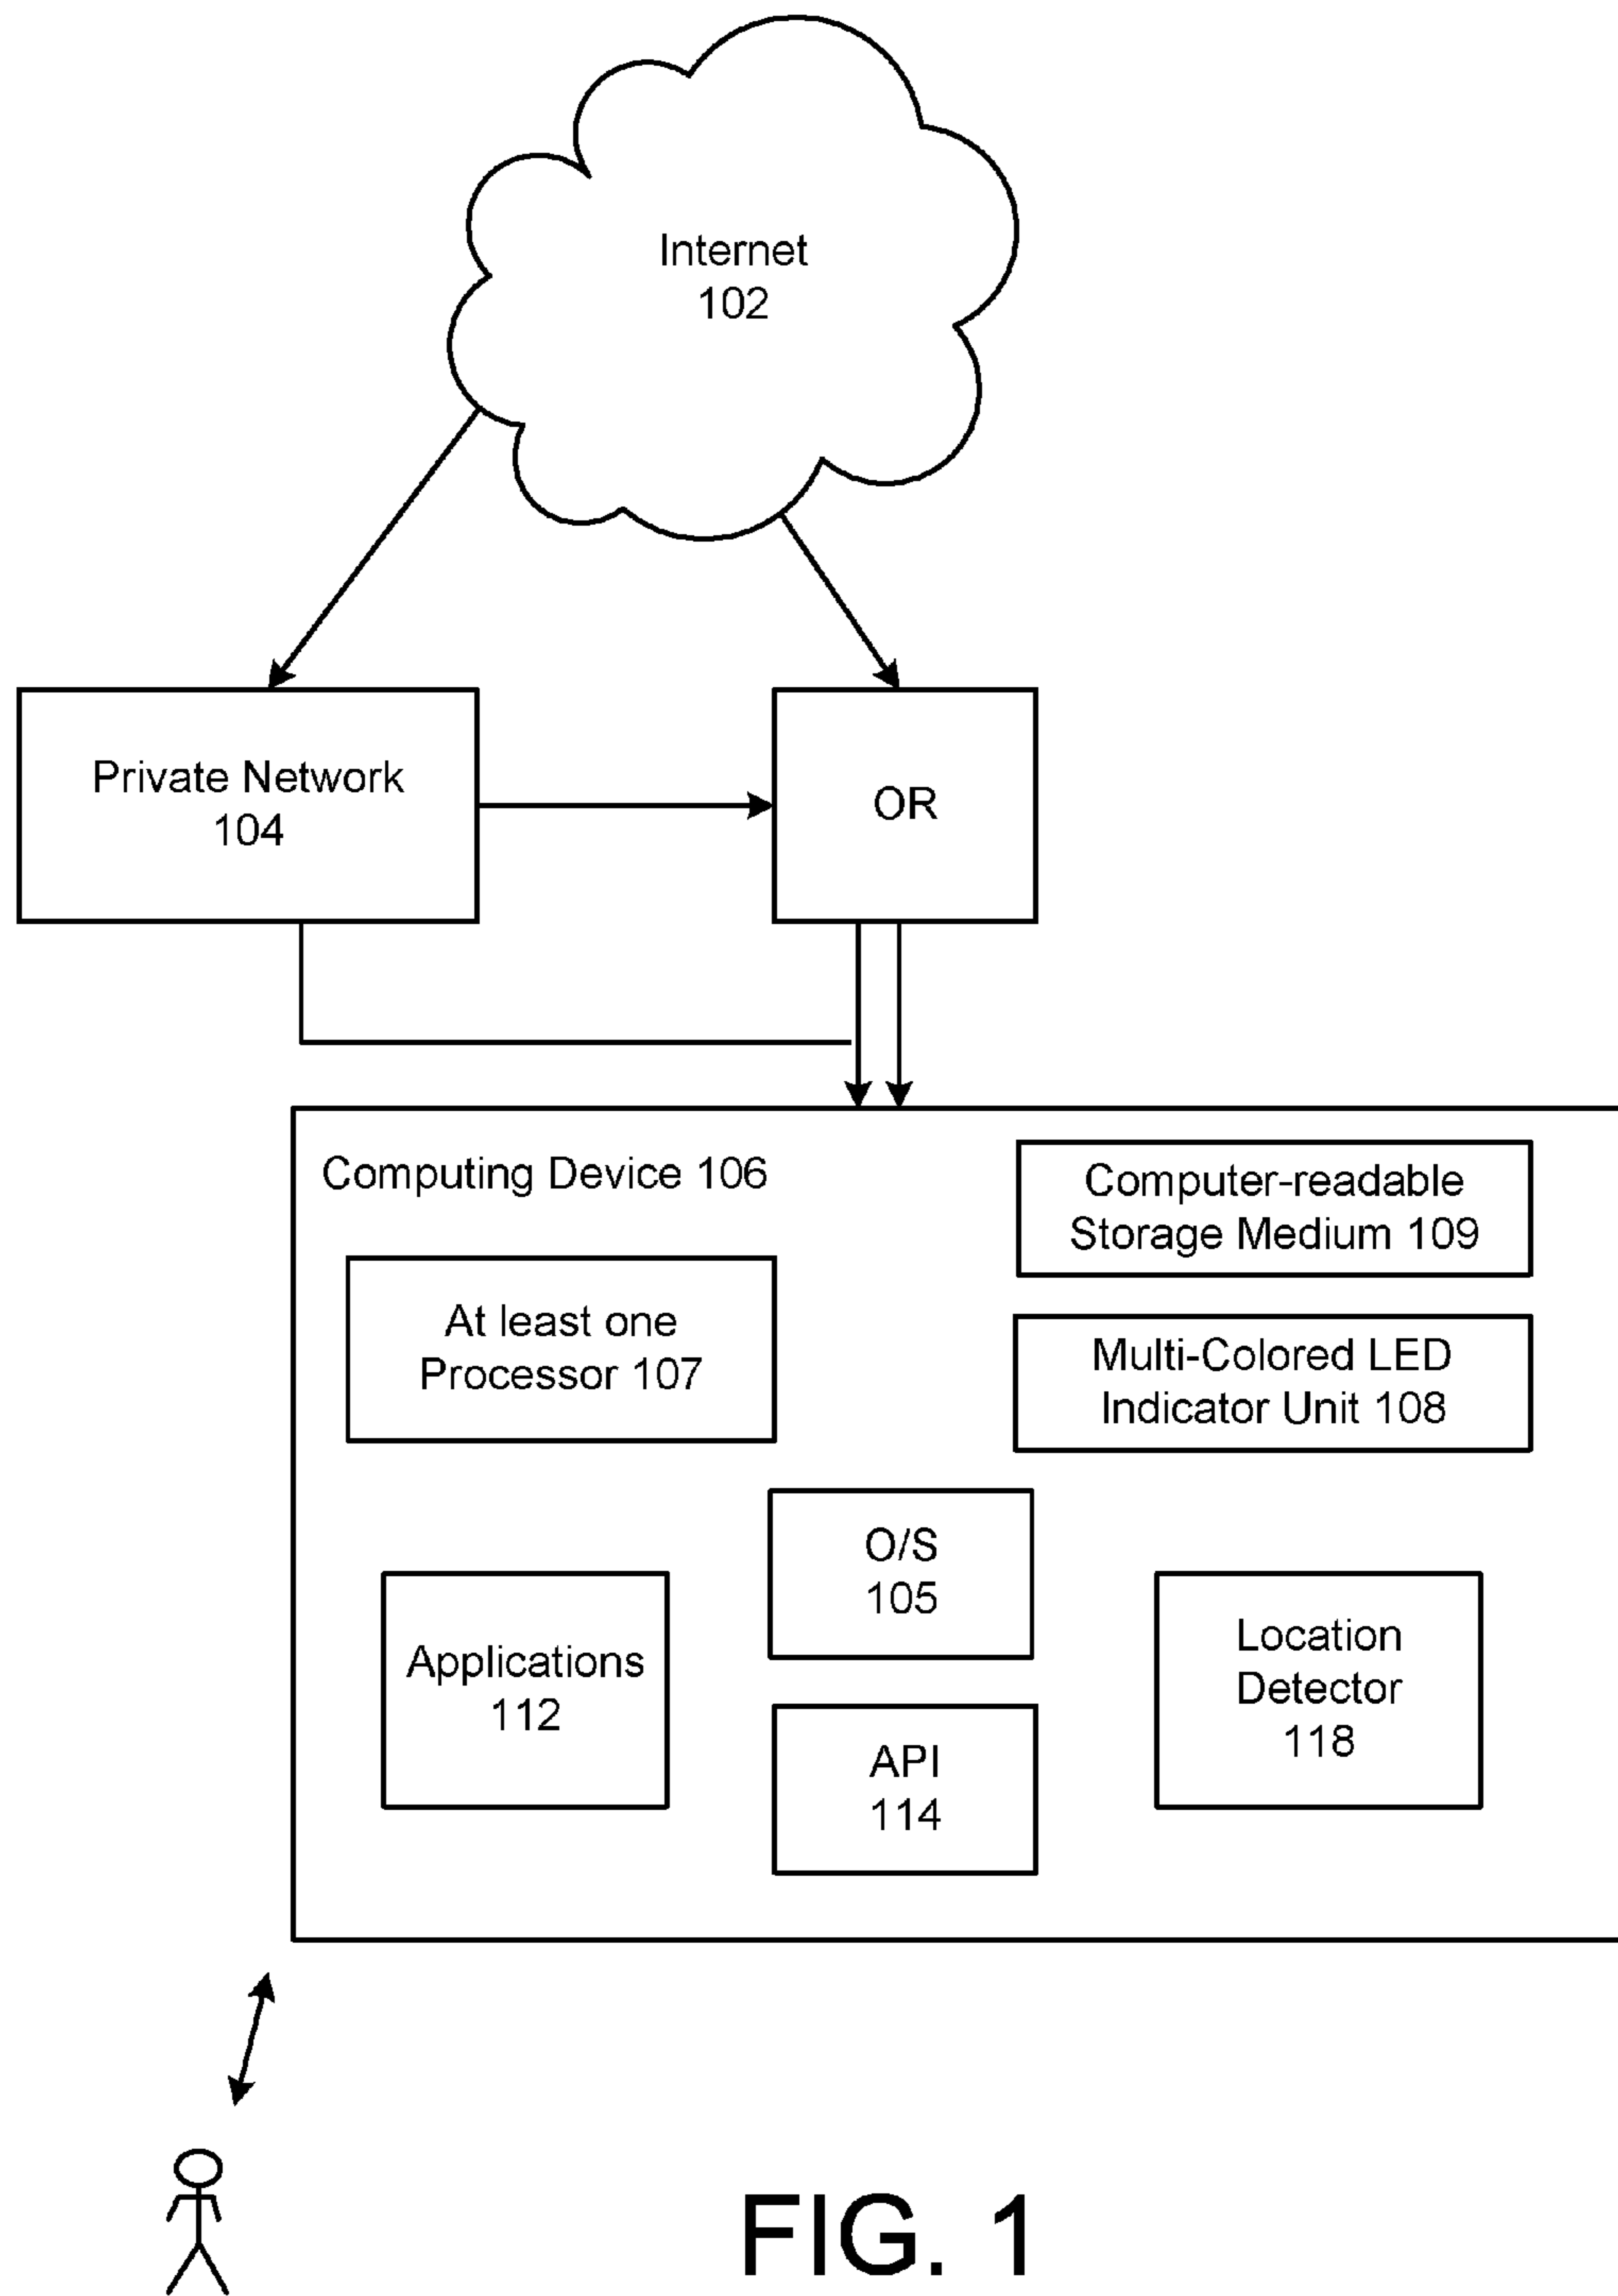 Internet
102
Private Network
104
OR
Computing Device 106
Computer-readable
Storage Medium 109
At least one
Processor 107
Multi-Colored LED
Indicator Unit 108
O/S
105
Applications
112
Location
Detector
118
API
114
FIG. 1